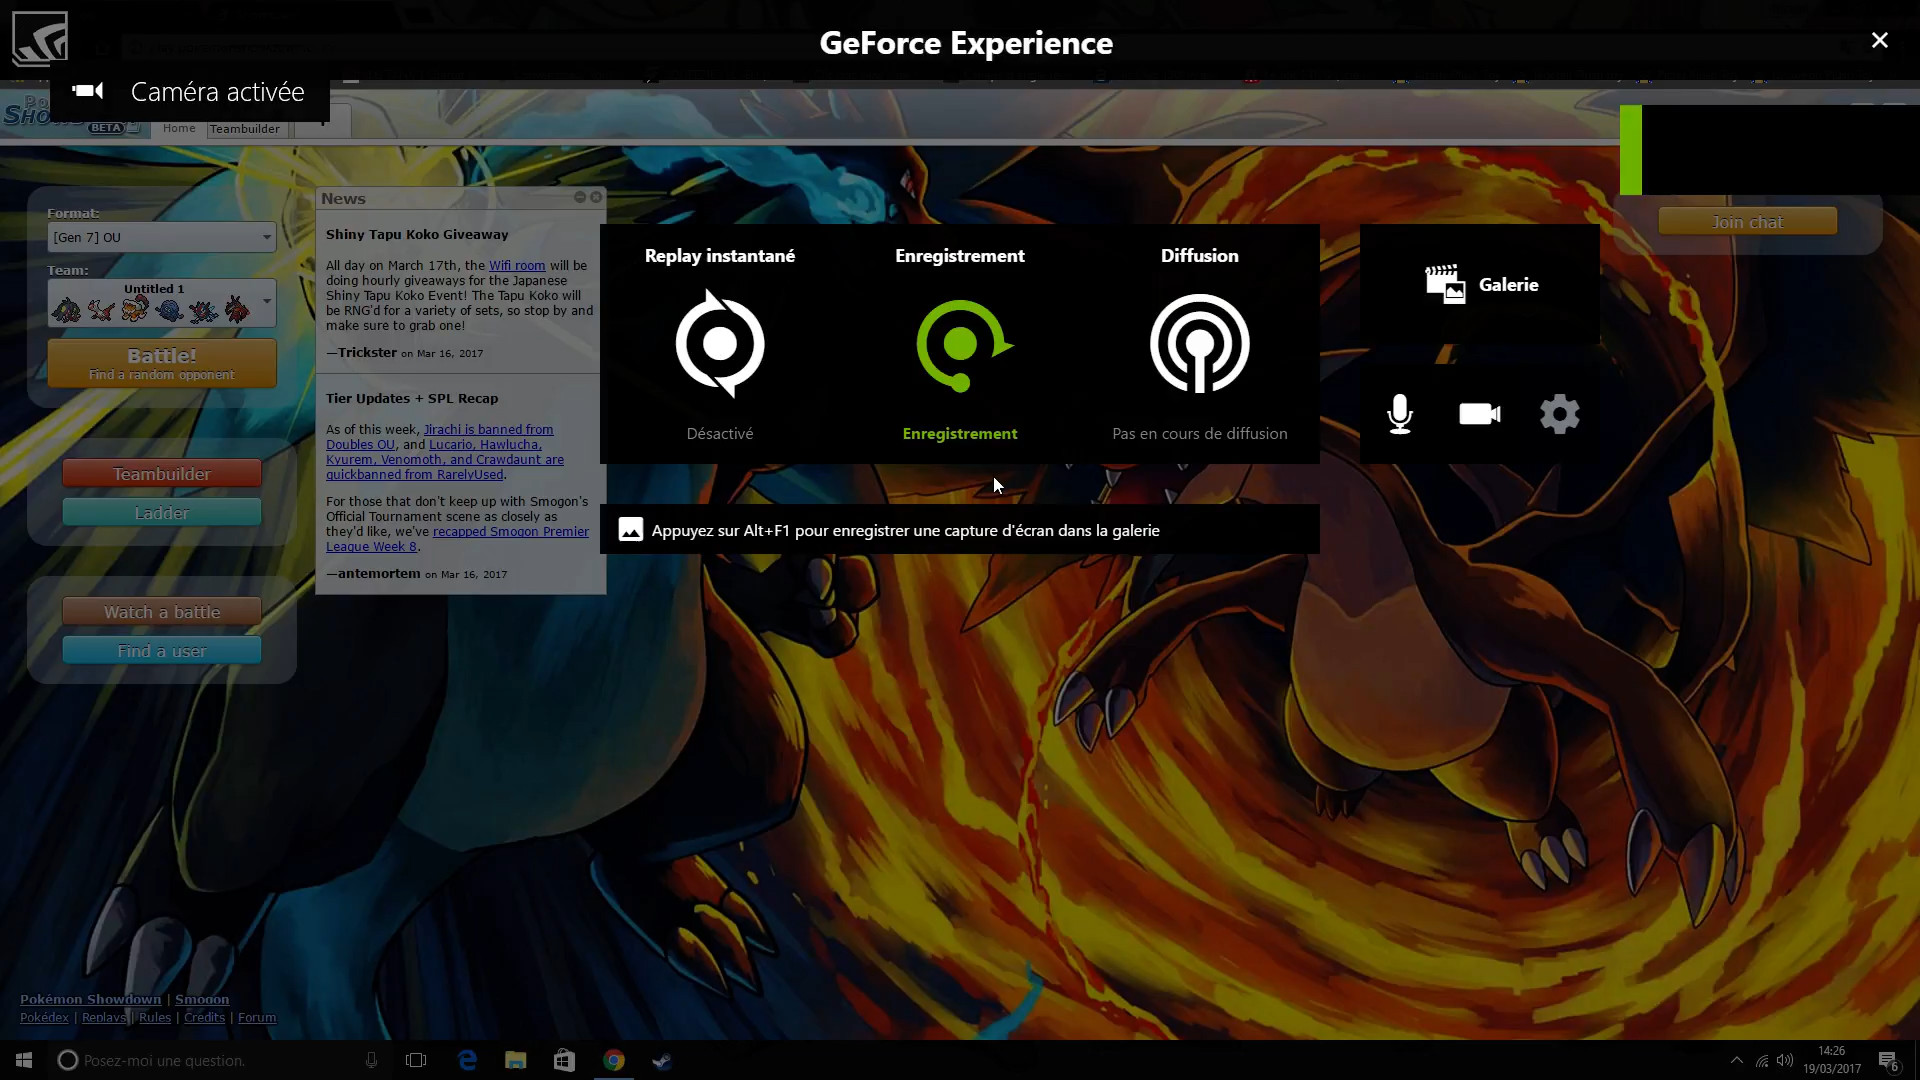 GeForce Experience
Caméra activée
BETA
Home
Teambuilder
Format:
[Gen 7] OU
Team:
Untitled 1
Battle!
Find a random opponent
Teambuilder
Ladder
Watch a battle
Find a user
News
Shiny Tapu Koko Giveaway
All day on March 17th, the Wifi room will be
doing hourly giveaways for the Japanese
Shiny Tapu Koko Event! The Tapu Koko will
be RNG'd for a variety of sets, so stop by and
make sure to grab one!
—Trickster on Mar 16, 2017
Tier Updates + SPL Recap
As of this week, Jirachi is banned from
Doubles OU, and Lucario, Hawlucha,
Kyurem, Venomoth, and Crawdaunt are
quickbanned from RarelyUsed.
For those that don't keep up with Smogon's
Official Tournament scene as closely as
they'd like, we've recapped Smogon Premier
League Week 8.
—antemortem on Mar 16, 2017
Replay instantané
Désactivé
Enregistrement
Enregistrement
Diffusion
Pas en cours de diffusion
Galerie
Appuyez sur Alt+F1 pour enregistrer une capture d'écran dans la galerie
Join chat
Pokémon Showdown | Smogon
Pokédex | Replays | Rules | Credits | Forum
Posez-moi une question.
14:26
19/03/2017
6